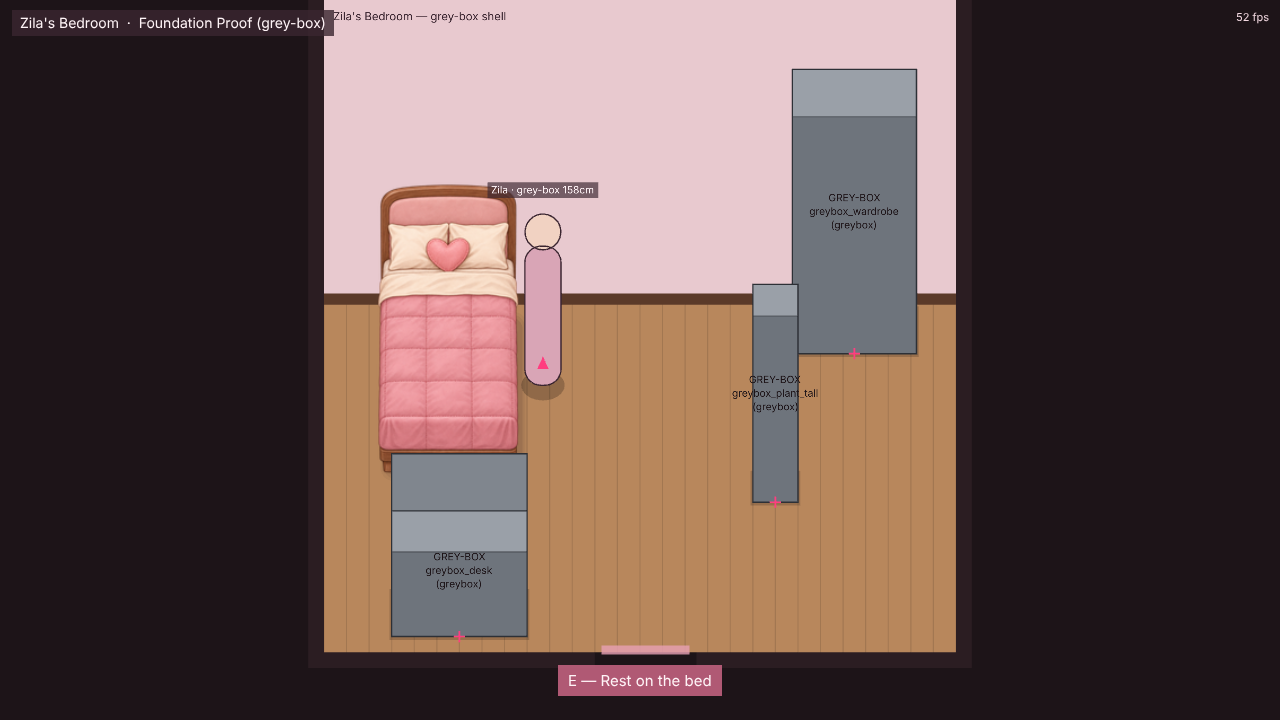 Zila's Bedroom · Foundation Proof (grey-box)
Zila's Bedroom — grey-box shell
52 fps
Zila · grey-box 158cm
GREY-BOX
greybox_wardrobe
(greybox)
GREY-BOX
greybox_plant_tall
(greybox)
GREY-BOX
greybox_desk
(greybox)
E — Rest on the bed